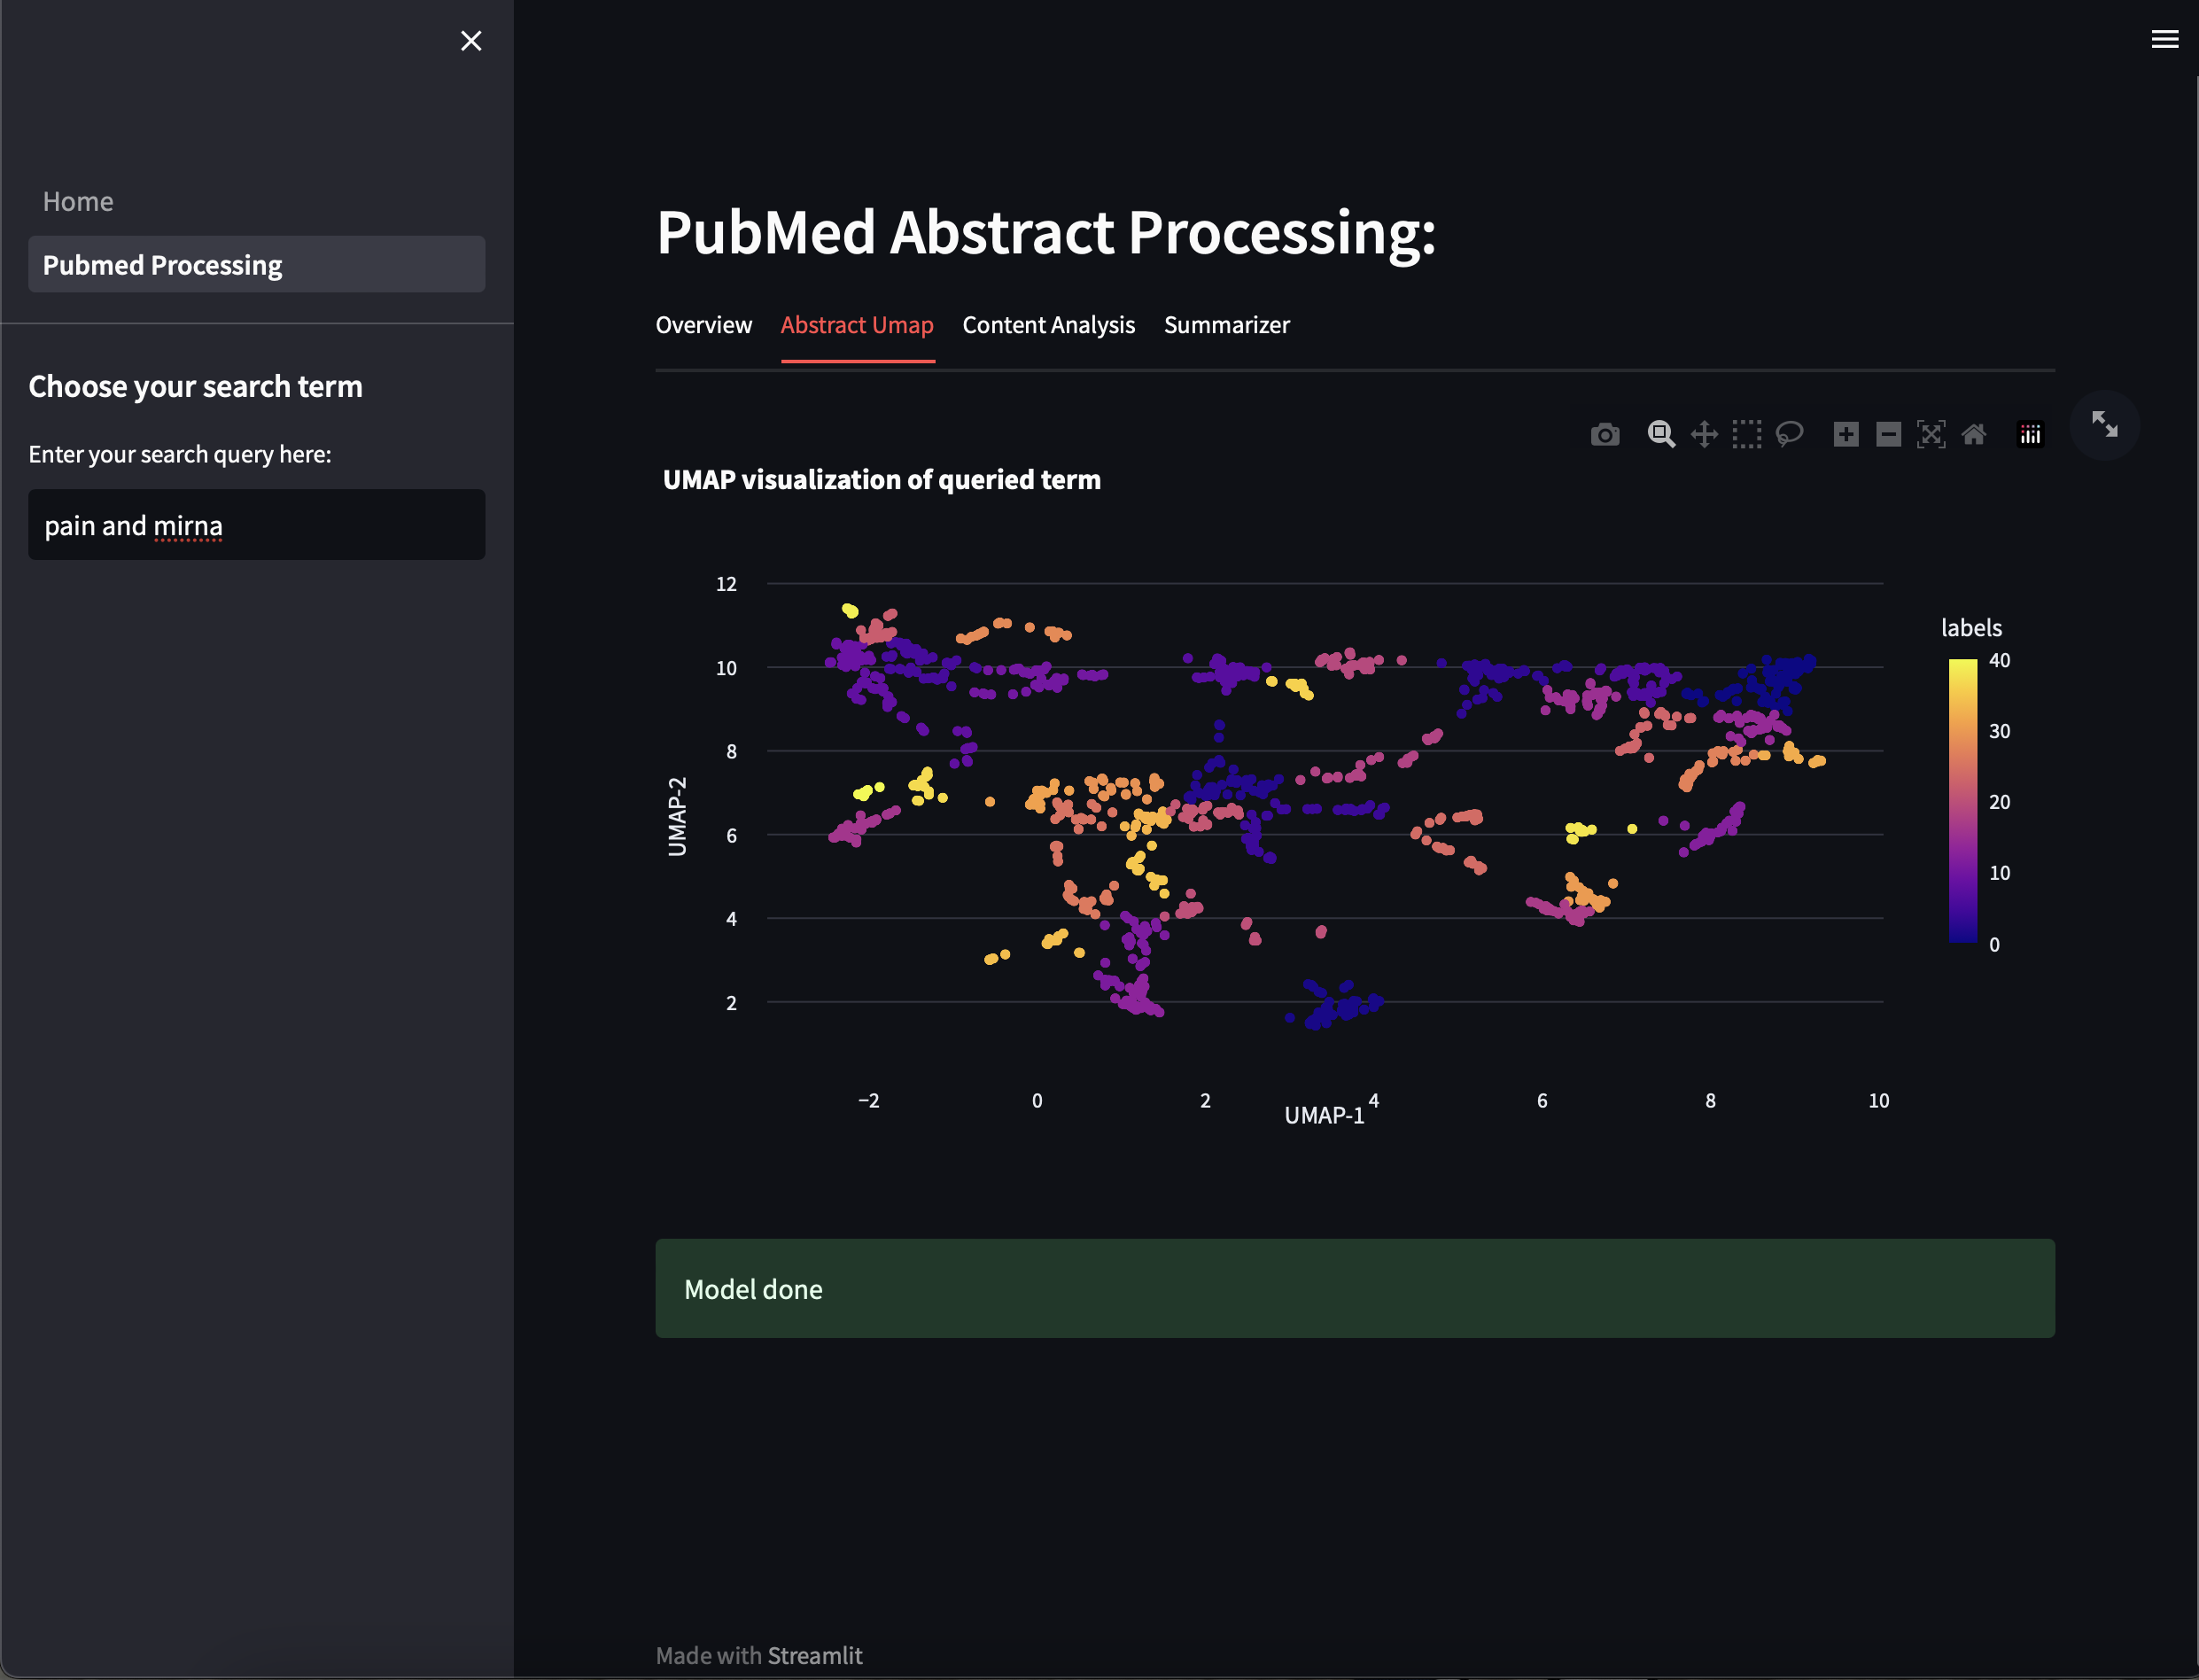 Home
Pubmed Processing
Choose your search term
Enter your search query here:
pain and mirna
PubMed Abstract Processing:
Overview Abstract Umap Content Analysis Summarizer
UMAP visualization of queried term
12
10
8
6
4
2
UMAP-2
−2 0 2 4 6 8 10
UMAP-1
labels
40
30
20
10
0
Model done
Made with Streamlit